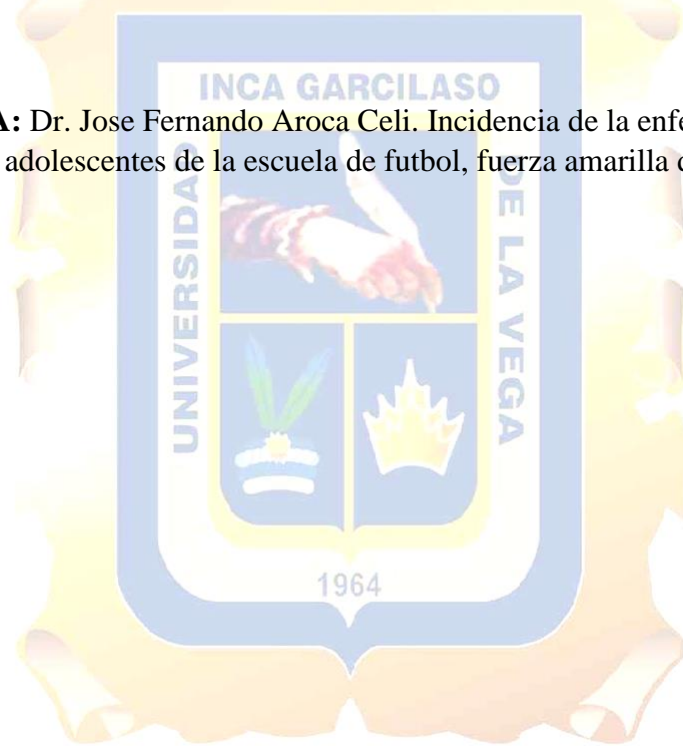 INCA GARCILASO
A: Dr. Jose Fernando Aroca Celi. Incidencia de la enfe
adolescentes de la escuela de futbol, fuerza amarilla
UNIVERSIDAD
DE LA VEGA
1964